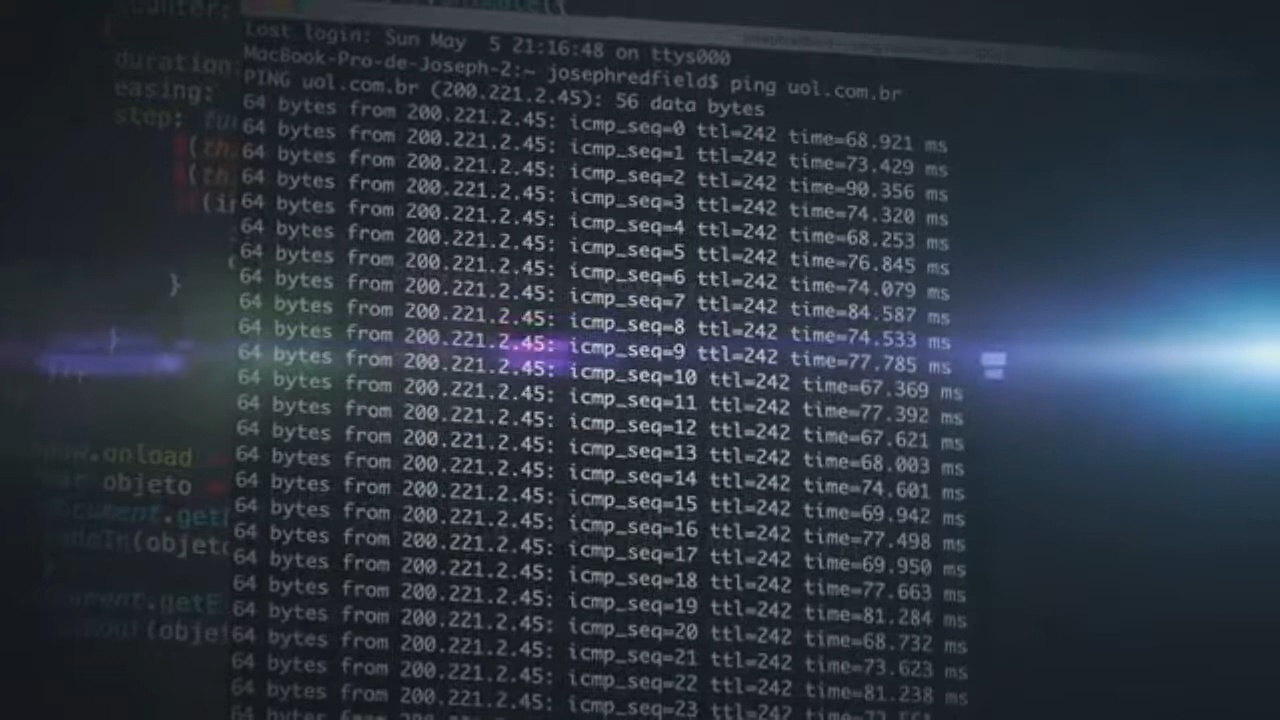 duration:
easing:
step:
}
.onload
var objeto
document.get
(objeto
document.getE
(obje
Last login: Sun May  5 21:16:48 on ttys000
MacBook-Pro-de-Joseph-2:~ josephredfield$ ping uol.com.br
PING uol.com.br (200.221.2.45): 56 data bytes
64 bytes from 200.221.2.45: icmp_seq=0 ttl=242 time=68.921 ms
64 bytes from 200.221.2.45: icmp_seq=1 ttl=242 time=73.429 ms
64 bytes from 200.221.2.45: icmp_seq=2 ttl=242 time=90.356 ms
64 bytes from 200.221.2.45: icmp_seq=3 ttl=242 time=74.320 ms
64 bytes from 200.221.2.45: icmp_seq=4 ttl=242 time=68.253 ms
64 bytes from 200.221.2.45: icmp_seq=5 ttl=242 time=76.845 ms
64 bytes from 200.221.2.45: icmp_seq=6 ttl=242 time=74.079 ms
64 bytes from 200.221.2.45: icmp_seq=7 ttl=242 time=84.587 ms
64 bytes from 200.221.2.45: icmp_seq=8 ttl=242 time=74.533 ms
64 bytes from 200.221.2.45: icmp_seq=9 ttl=242 time=77.785 ms
64 bytes from 200.221.2.45: icmp_seq=10 ttl=242 time=67.369 ms
64 bytes from 200.221.2.45: icmp_seq=11 ttl=242 time=77.392 ms
64 bytes from 200.221.2.45: icmp_seq=12 ttl=242 time=67.621 ms
64 bytes from 200.221.2.45: icmp_seq=13 ttl=242 time=68.003 ms
64 bytes from 200.221.2.45: icmp_seq=14 ttl=242 time=74.601 ms
64 bytes from 200.221.2.45: icmp_seq=15 ttl=242 time=69.942 ms
64 bytes from 200.221.2.45: icmp_seq=16 ttl=242 time=77.498 ms
64 bytes from 200.221.2.45: icmp_seq=17 ttl=242 time=69.950 ms
64 bytes from 200.221.2.45: icmp_seq=18 ttl=242 time=77.663 ms
64 bytes from 200.221.2.45: icmp_seq=19 ttl=242 time=81.284 ms
64 bytes from 200.221.2.45: icmp_seq=20 ttl=242 time=68.732 ms
64 bytes from 200.221.2.45: icmp_seq=21 ttl=242 time=73.623 ms
64 bytes from 200.221.2.45: icmp_seq=22 ttl=242 time=81.238 ms
64 bytes from 200.221.2.45: icmp_seq=23